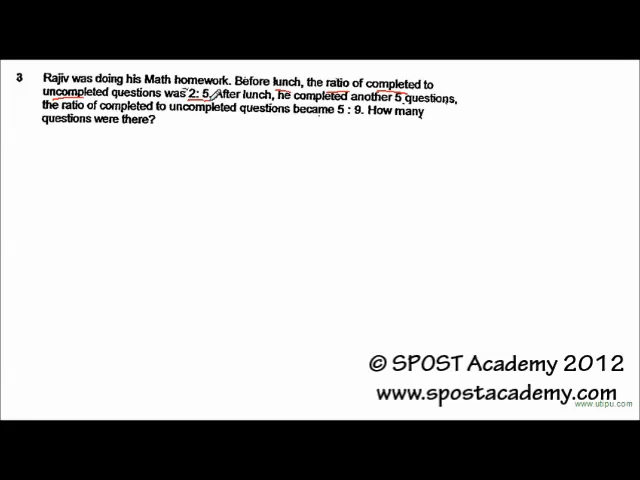 3 Rajiv was doing his Math homework. Before lunch, the ratio of completed to
uncompleted questions was 2: 5. After lunch, he completed another 5 questions,
the ratio of completed to uncompleted questions became 5 : 9. How many
questions were there?
© SPOST Academy 2012
www.spostacademy.com
www.utipu.com